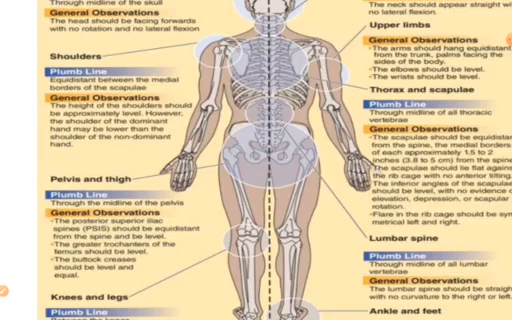 Through midline of the skull
General Observations
The head should be facing forwards
with no rotation and no lateral flexion
Shoulders
Plumb Line
Equidistant between the medial
borders of the scapulae
General Observations
The height of the shoulders should
be approximately level. However,
the shoulder of the dominant
hand may be lower than the
shoulder of the non-dominant
hand.
Pelvis and thigh
Plumb Line
Through the midline of the pelvis
General Observations
•The posterior superior iliac
spines (PSIS) should be equidistant
from the spine and be level.
•The greater trochanters of the
femurs should be level.
•The buttock creases
should be level and
equal.
Knees and legs
Plumb Line
Between the knees
The neck should appear straight wi
no lateral flexion.
Upper limbs
General Observations
•The arms should hang equidistant
from the trunk, palms facing the
sides of the body.
•The elbows should be level.
•The wrists should be level.
Thorax and scapulae
Plumb Line
Through midline of all thoracic
vertebrae
General Observations
•The scapulae should be equidistan
from the spine, the medial borders
of each approximately 1.5 to 2
inches (3.8 to 5 cm) from the spine
•The scapulae should lie flat agains
the rib cage with no anterior tilting.
•The inferior angles of the scapulae
should be level, with no evidence o
elevation, depression, or scapular
rotation.
•Flare in the rib cage should be sym
metrical left and right.
Lumbar spine
Plumb Line
Through midline of all lumbar
vertebrae
General Observations
The lumbar spine should be straigh
with no curvature to the right or left.
Ankle and feet
Plumb Line